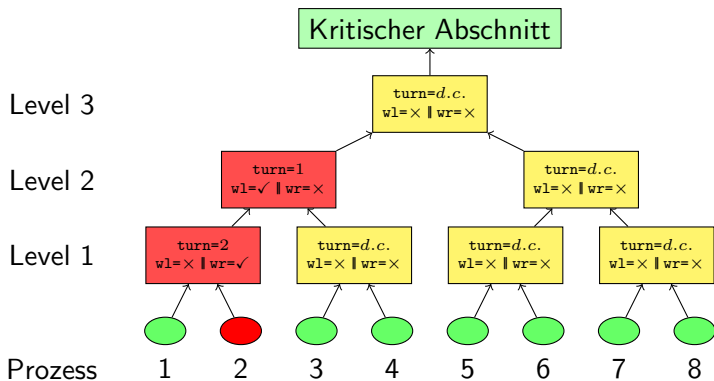 Kritischer Abschnitt
Level 3
turn=d.c.
wl=× ‖ wr=×
Level 2
turn=1
wl=✓ ‖ wr=×
turn=d.c.
wl=× ‖ wr=×
Level 1
turn=2
wl=× ‖ wr=✓
turn=d.c.
wl=× ‖ wr=×
turn=d.c.
wl=× ‖ wr=×
turn=d.c.
wl=× ‖ wr=×
Prozess 1 2 3 4 5 6 7 8